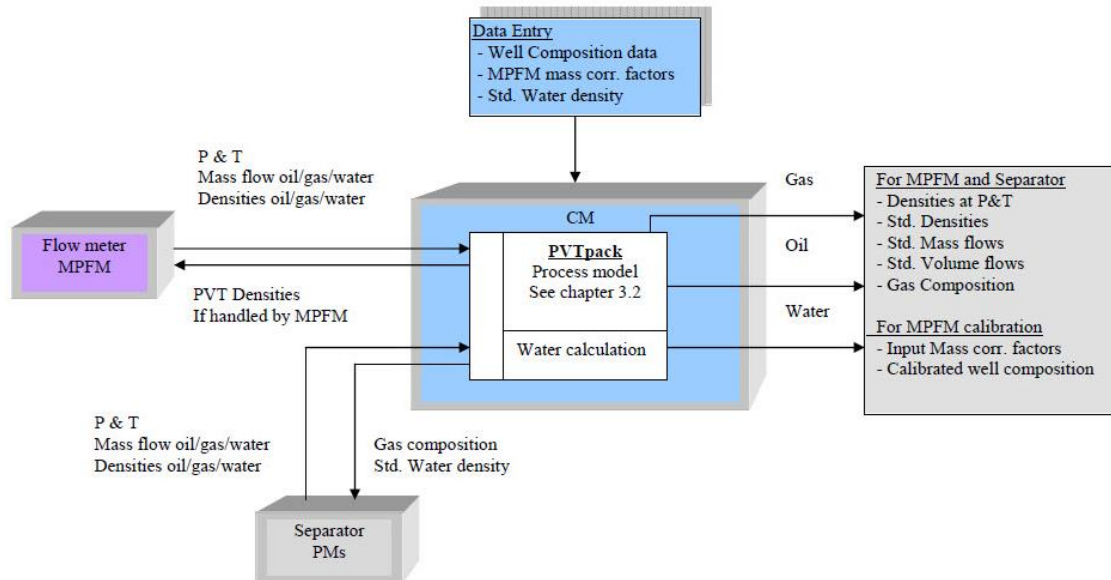 Data Entry
- Well Composition data
- MPFM mass corr. factors
- Std. Water density
P & T
Mass flow oil/gas/water
Densities oil/gas/water
Flow meter
MPFM
PVT Densities
If handled by MPFM
CM
PVTpack
Process model
See chapter 3.2
Water calculation
Gas
Oil
Water
For MPFM and Separator
- Densities at P&T
- Std. Densities
- Std. Mass flows
- Std. Volume flows
- Gas Composition
For MPFM calibration
- Input Mass corr. factors
- Calibrated well composition
P & T
Mass flow oil/gas/water
Densities oil/gas/water
Gas composition
Std. Water density
Separator
PMs